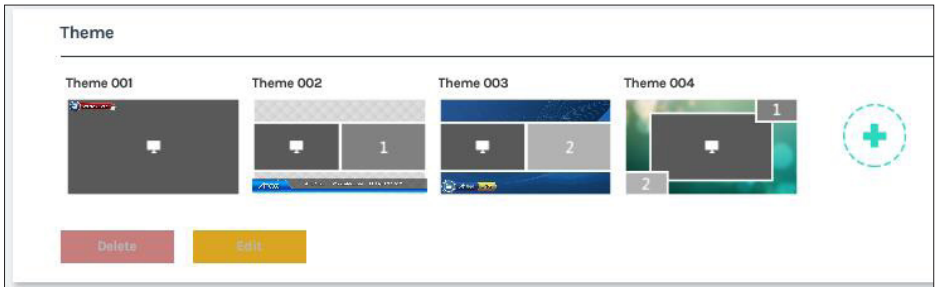 Theme
Theme 001 Theme 002 Theme 003 Theme 004
1
1 2
2
Delete Edit